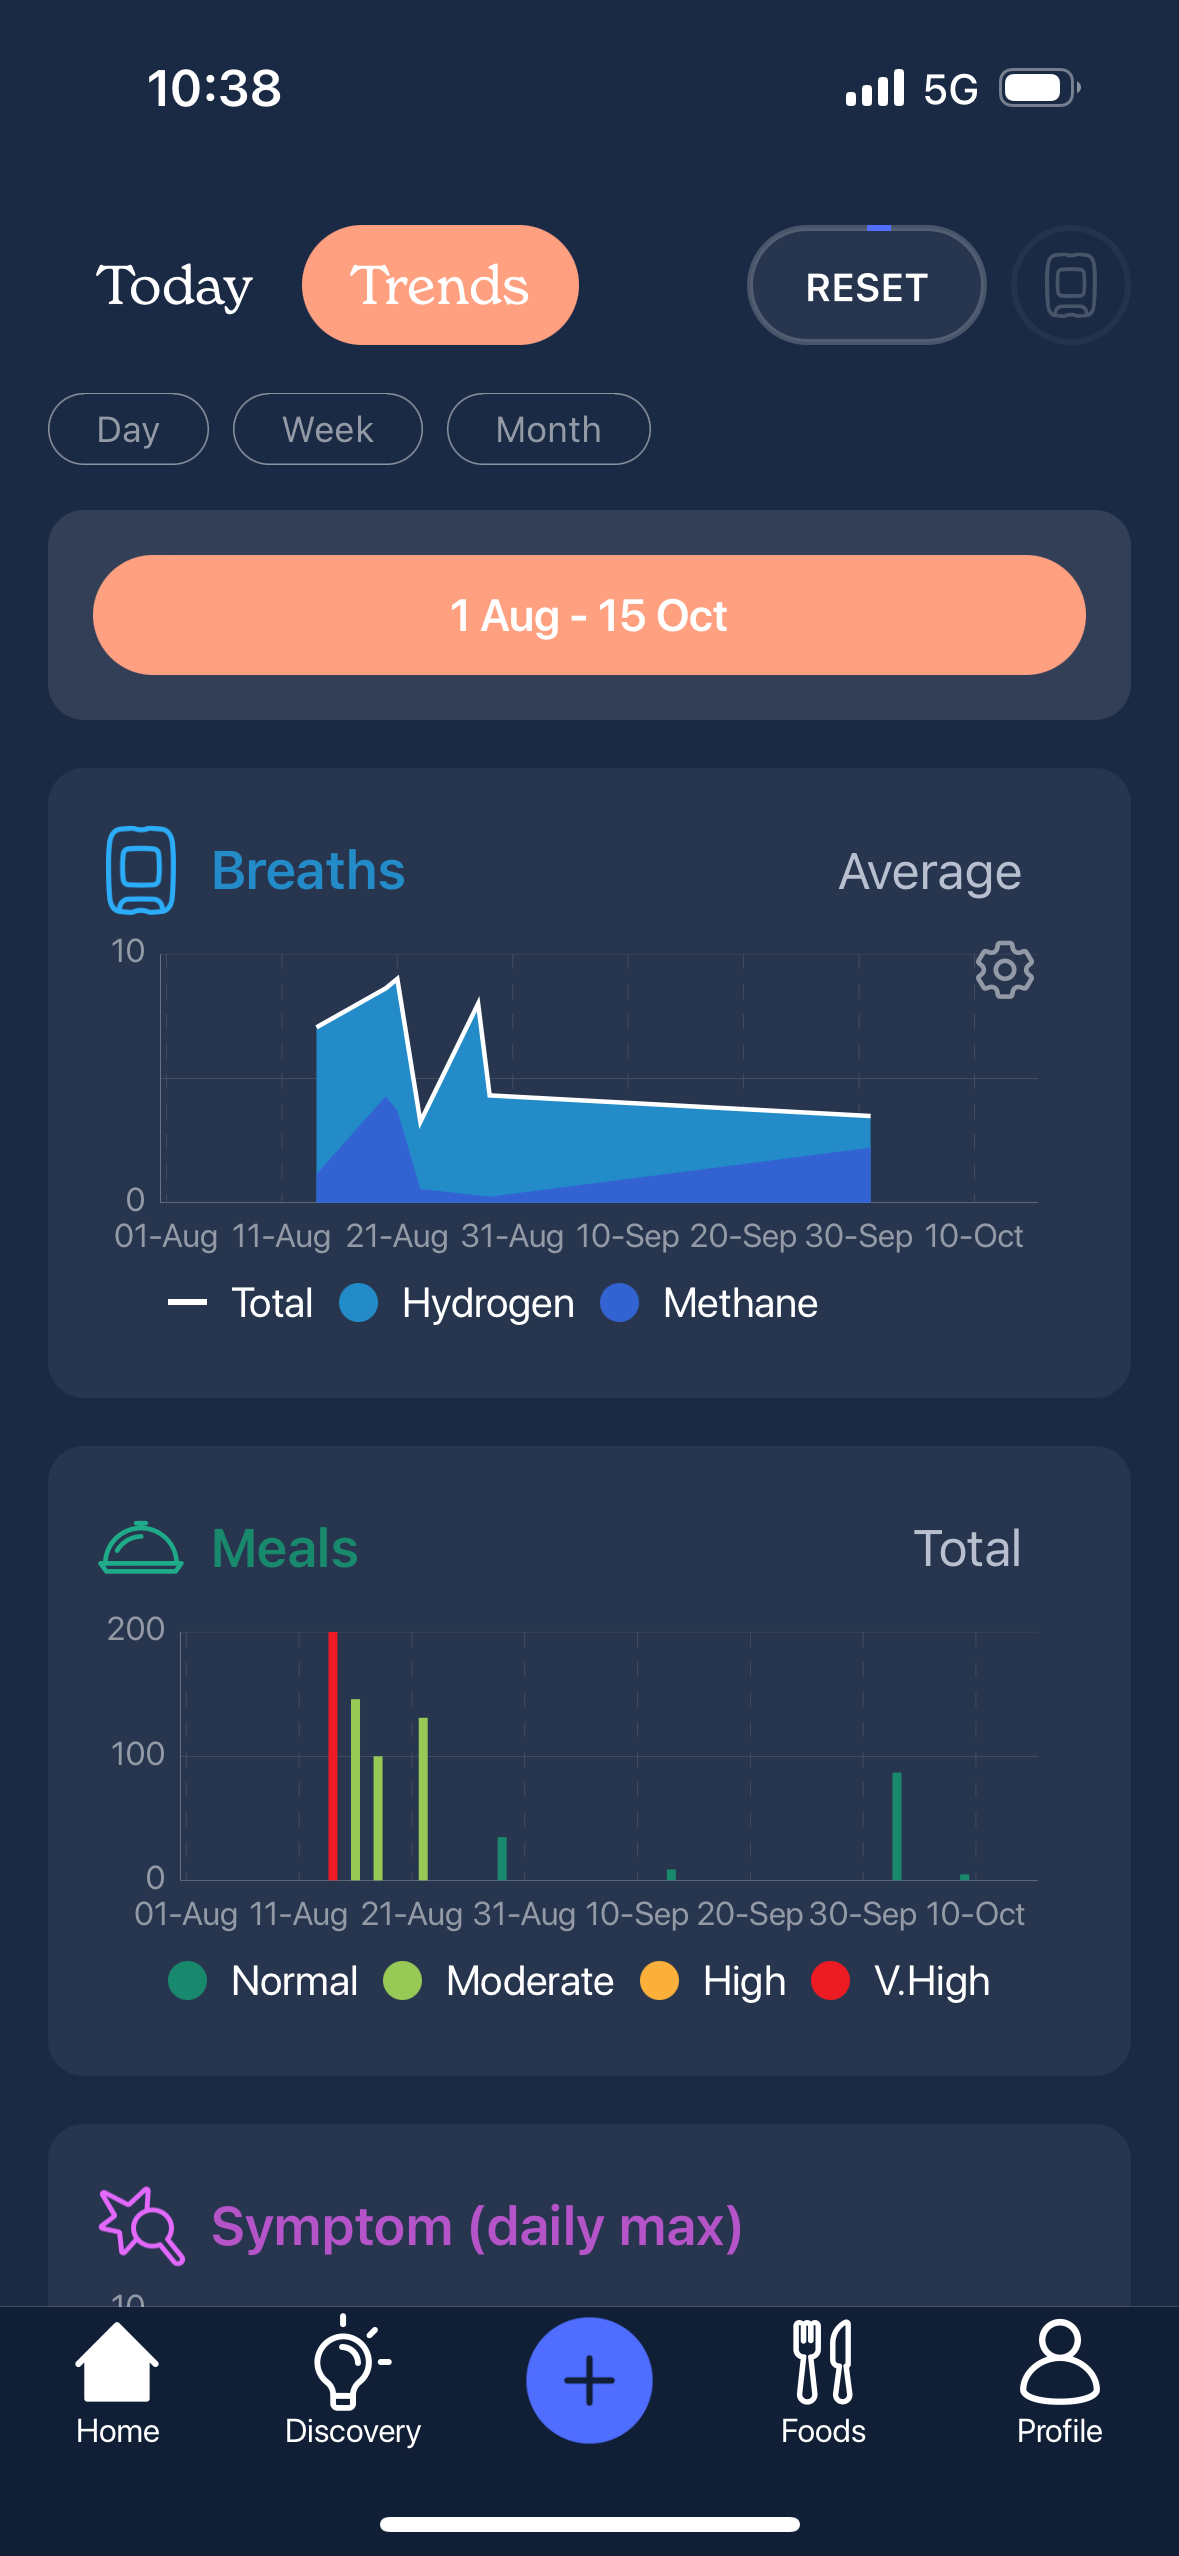 10:38 5G
Today Trends RESET
Day Week Month
1 Aug - 15 Oct
Breaths Average
10
0
01-Aug 11-Aug 21-Aug 31-Aug 10-Sep 20-Sep 30-Sep 10-Oct
Total Hydrogen Methane
Meals Total
200
100
0
01-Aug 11-Aug 21-Aug 31-Aug 10-Sep 20-Sep 30-Sep 10-Oct
Normal Moderate High V.High
Symptom (daily max)
10
Home Discovery Foods Profile